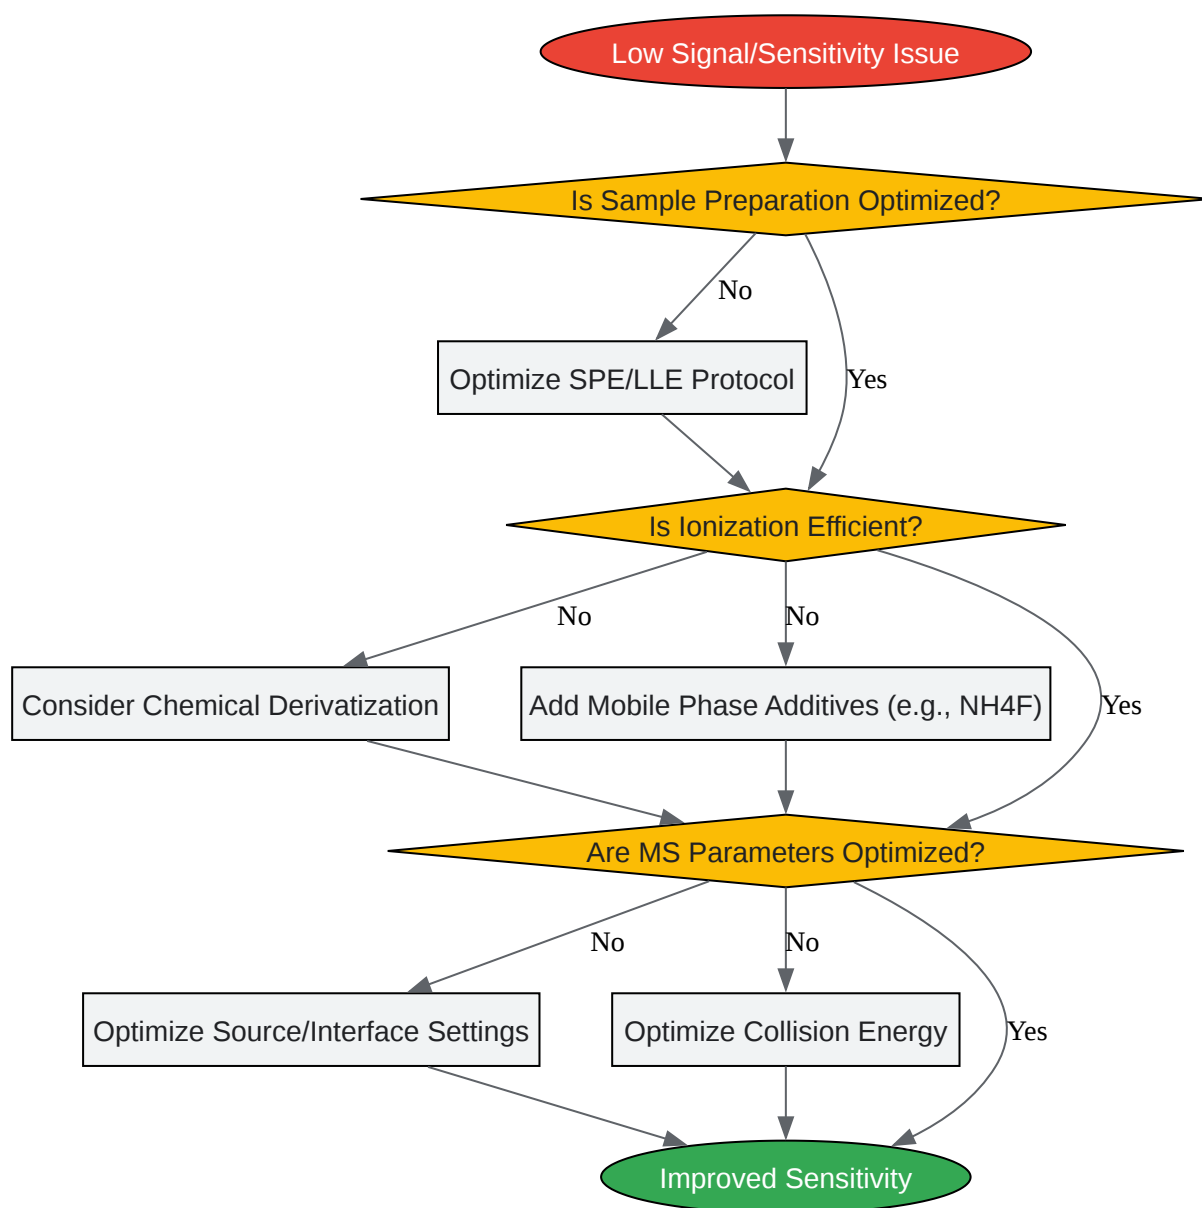 Low Signal/Sensitivity Issue
Is Sample Preparation Optimized?
No
Optimize SPE/LLE Protocol
Yes
Is Ionization Efficient?
No
No
Consider Chemical Derivatization
Add Mobile Phase Additives (e.g., NH4F)
Yes
Are MS Parameters Optimized?
No
No
Optimize Source/Interface Settings
Optimize Collision Energy
Yes
Improved Sensitivity